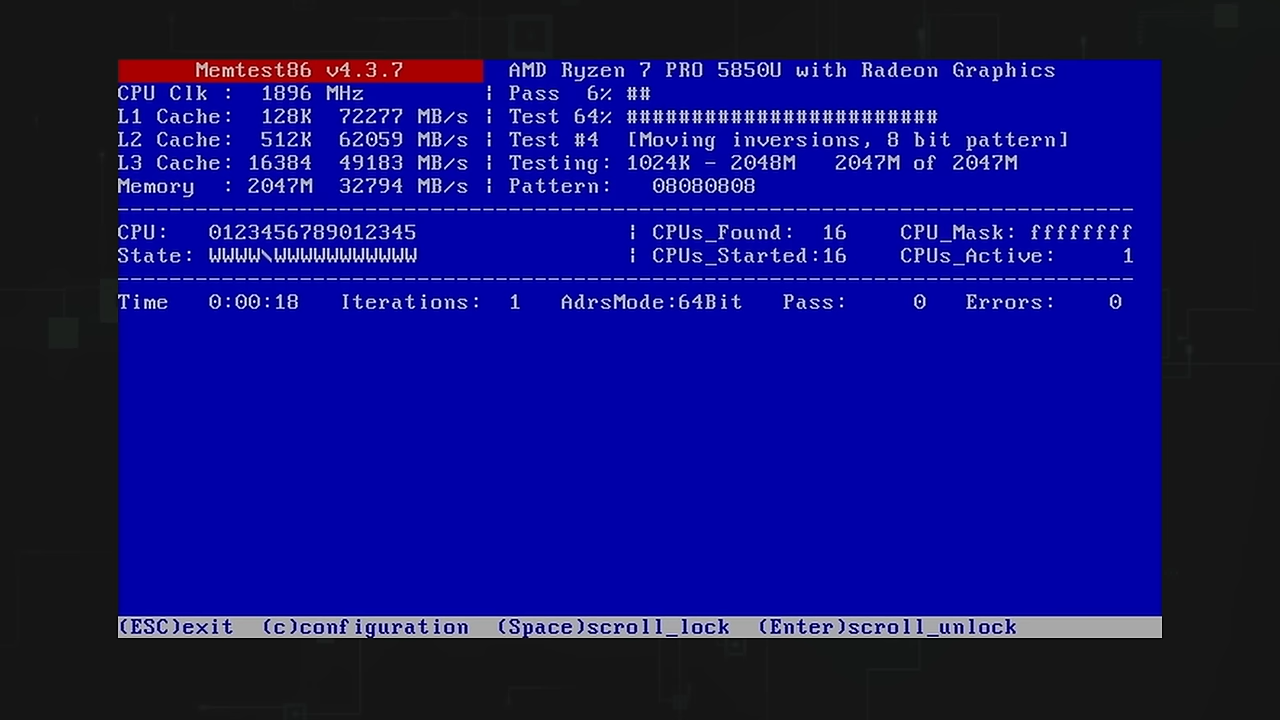 Memtest86 v4.3.7 AMD Ryzen 7 PRO 5850U with Radeon Graphics
CPU Clk : 1896 MHz | Pass 6% ##
L1 Cache: 128K 72277 MB/s | Test 64% ########################
L2 Cache: 512K 62059 MB/s | Test #4 [Moving inversions, 8 bit pattern]
L3 Cache: 16384 49183 MB/s | Testing: 1024K - 2048M 2047M of 2047M
Memory : 2047M 32794 MB/s | Pattern: 08080808
------------------------------------------------------------------------------
CPU: 0123456789012345 | CPUs_Found: 16 CPU_Mask: ffffffff
State: WWWW\WWWWWWWWWWW | CPUs_Started:16 CPUs_Active: 1
------------------------------------------------------------------------------
Time 0:00:18 Iterations: 1 AdrsMode:64Bit Pass: 0 Errors: 0
(ESC)exit (c)configuration (Space)scroll_lock (Enter)scroll_unlock